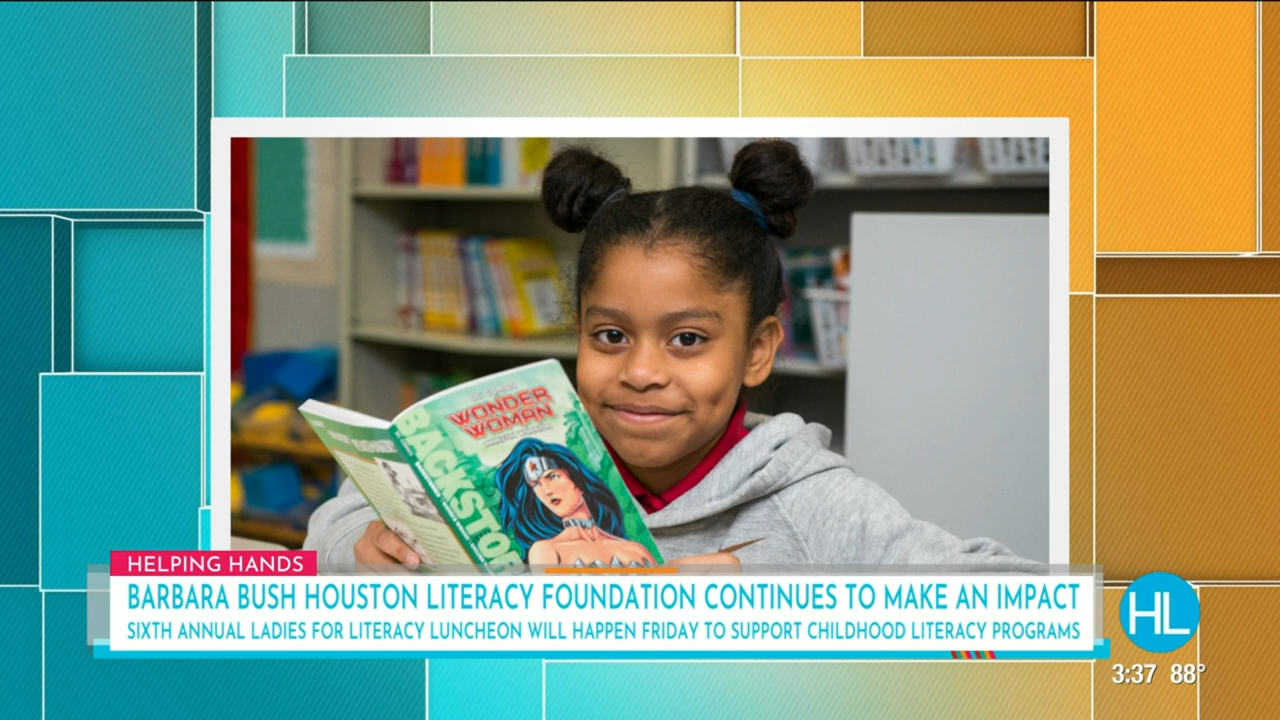 WONDER
WOMAN
BACKSTO
HELPING HANDS
BARBARA BUSH HOUSTON LITERACY FOUNDATION CONTINUES TO MAKE AN IMPACT
SIXTH ANNUAL LADIES FOR LITERACY LUNCHEON WILL HAPPEN FRIDAY TO SUPPORT CHILDHOOD LITERACY PROGRAMS
HL
3:37 88°